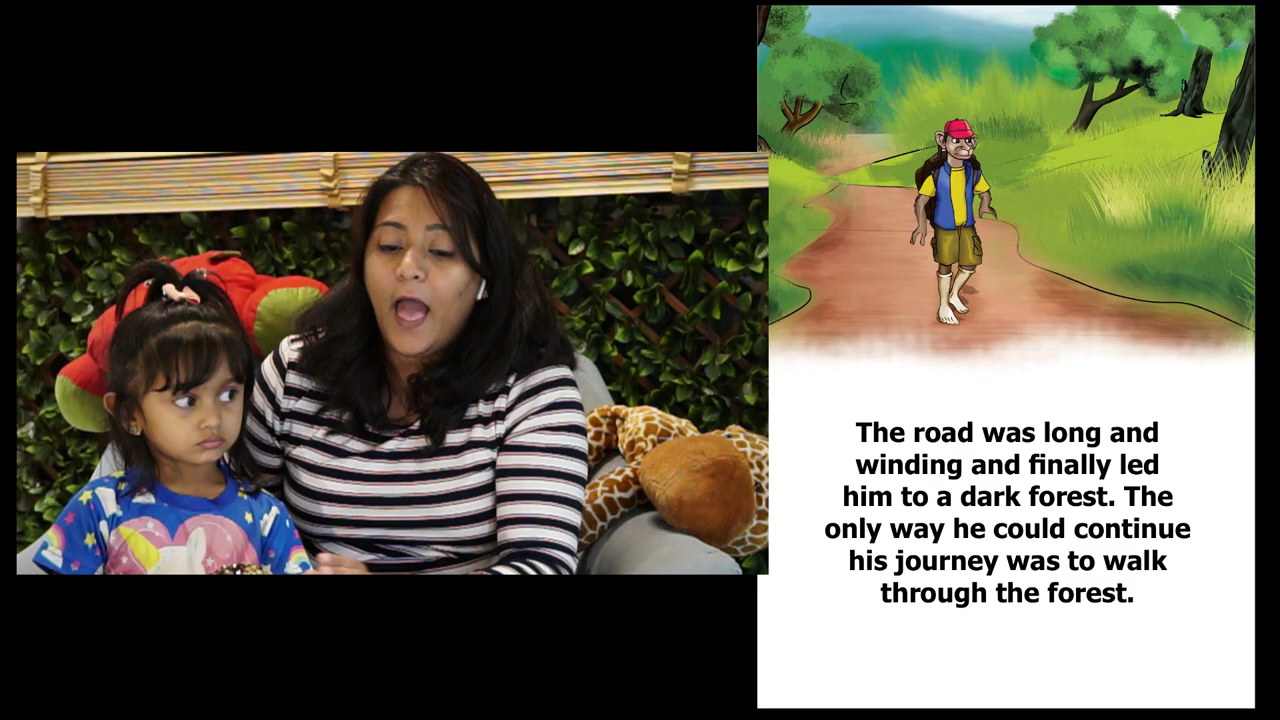 The road was long and
winding and finally led
him to a dark forest. The
only way he could continue
his journey was to walk
through the forest.